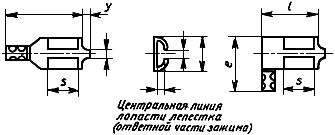 y
l
s
e
s
Центральная линия
лопасти лепестка
(ответной части зажима)